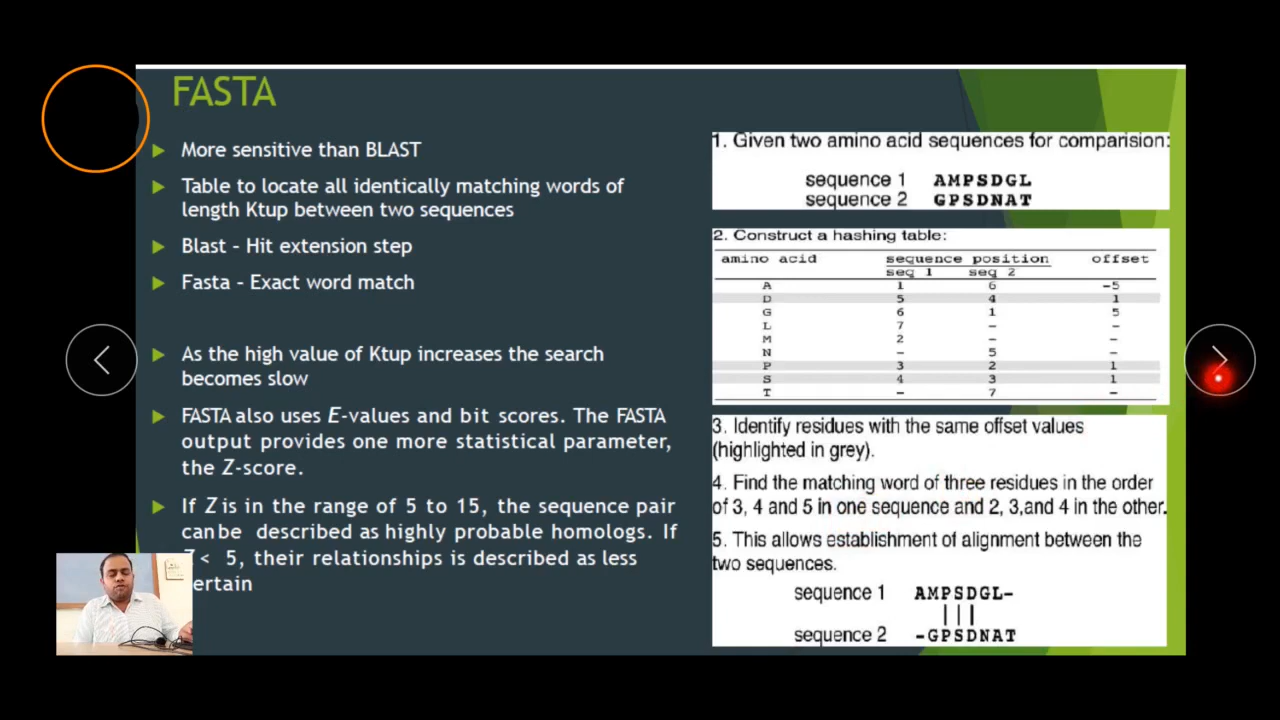 FASTA
More sensitive than BLAST
Table to locate all identically matching words of
length Ktup between two sequences
Blast – Hit extension step
Fasta – Exact word match
As the high value of Ktup increases the search
becomes slow
FASTA also uses E-values and bit scores. The FASTA
output provides one more statistical parameter,
the Z-score.
If Z is in the range of 5 to 15, the sequence pair
can be described as highly probable homologs. If
< 5, their relationships is described as less
ertain
1. Given two amino acid sequences for comparision:
sequence 1 AMPSDGL
sequence 2 GPSDNAT
2. Construct a hashing table:
amino acid sequence position offset
seq 1 seq 2
A 1 6 -5
D 5 4 1
G 6 1 5
L 7 - -
M 2 - -
N - 5 -
P 3 2 1
S 4 3 1
T - 7 -
3. Identify residues with the same offset values
(highlighted in grey).
4. Find the matching word of three residues in the order
of 3, 4 and 5 in one sequence and 2, 3,and 4 in the other.
5. This allows establishment of alignment between the
two sequences.
sequence 1 AMPSDGL-
|||
sequence 2 -GPSDNAT